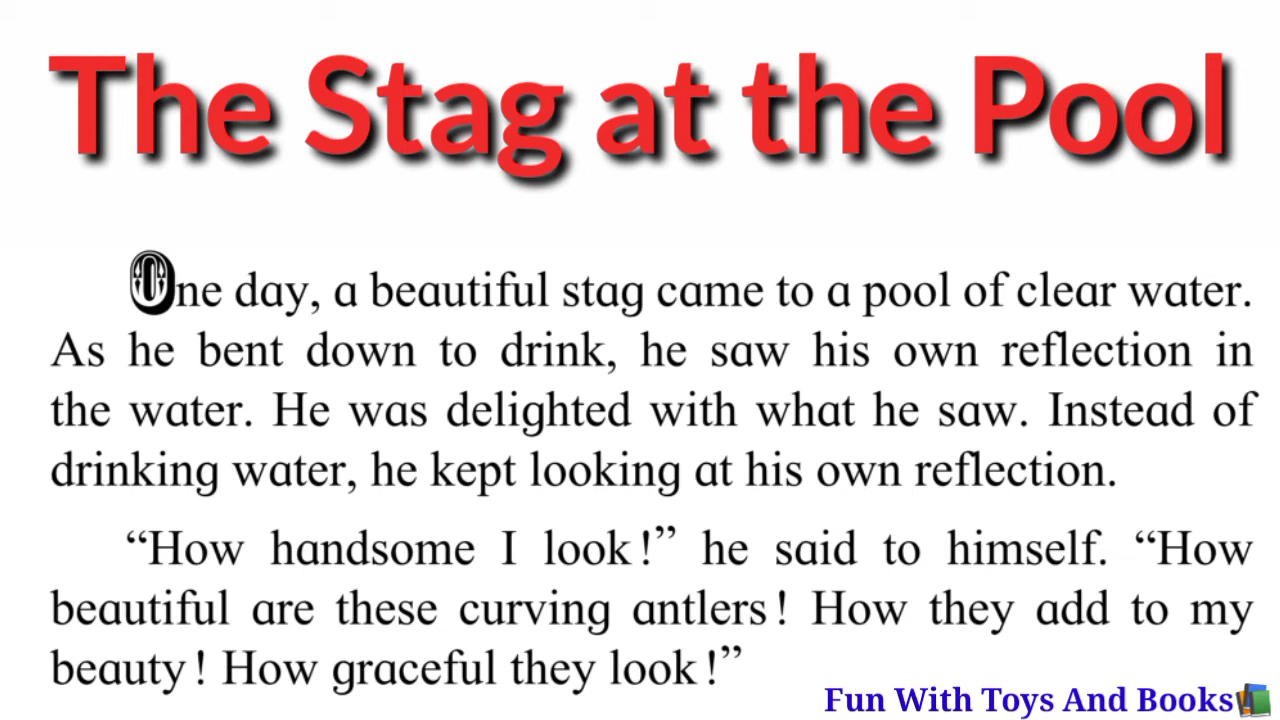 The Stag at the Pool
One day, a beautiful stag came to a pool of clear water.
As he bent down to drink, he saw his own reflection in
the water. He was delighted with what he saw. Instead of
drinking water, he kept looking at his own reflection.
“How handsome I look!” he said to himself. “How
beautiful are these curving antlers! How they add to my
beauty! How graceful they look!”
Fun With Toys And Books